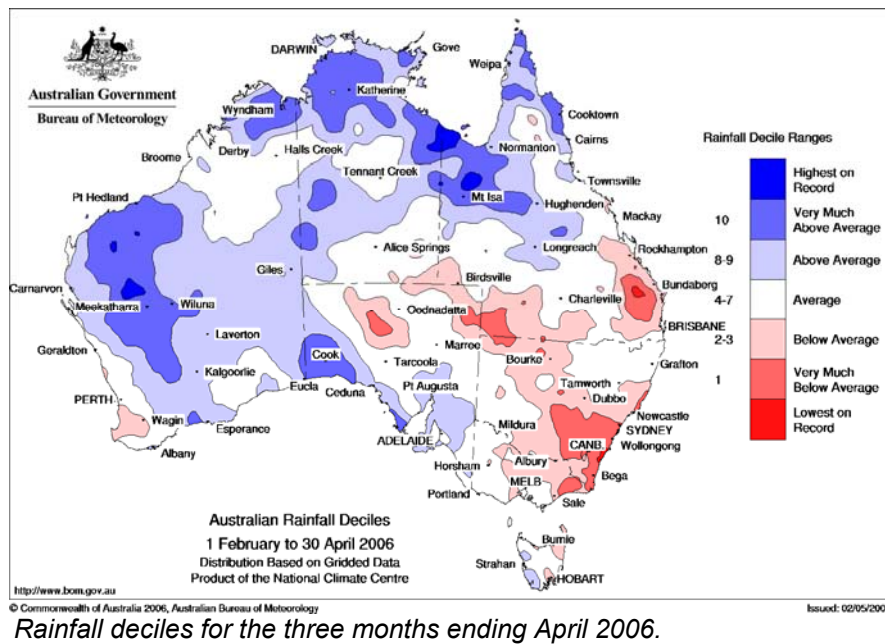 Australian Government
Bureau of Meteorology
DARWIN
Gove
Weipa
Katherine
Wyndham
Cooktown
Cairns
Normanton
Derby
Halls Creek
Broome
Tennant Creek
Townsville
Pt Hedland
Mt Isa
Hughenden
Mackay
Alice Springs
Longreach
Rockhampton
Giles
Birdsville
Carnarvon
Bundaberg
Meekatharra
Wiluna
Charleville
Oodnadatta
BRISBANE
Laverton
Marree
Geraldton
Cook
Bourke
Grafton
Tarcoola
Kalgoorlie
Pt Augusta
Tamworth
Eucla
Ceduna
Dubbo
PERTH
Newcastle
Wagin
Mildura
SYDNEY
Esperance
ADELAIDE
CANB.
Wollongong
Albany
Horsham
Albury
Bega
MELB
Portland
Sale
Burnie
Strahan
HOBART
Rainfall Decile Ranges
Highest on
Record
10
Very Much
Above Average
8-9
Above Average
4-7
Average
2-3
Below Average
1
Very Much
Below Average
Lowest on
Record
Australian Rainfall Deciles
1 February to 30 April 2006
Distribution Based on Gridded Data
Product of the National Climate Centre
http://www.bom.gov.au
© Commonwealth of Australia 2006, Australian Bureau of Meteorology
Issued: 02/05/200
Rainfall deciles for the three months ending April 2006.